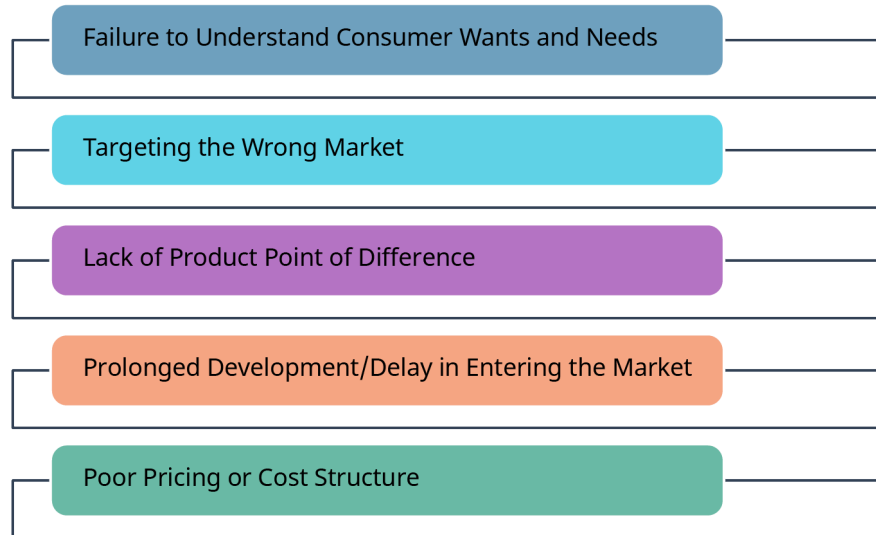 Failure to Understand Consumer Wants and Needs
Targeting the Wrong Market
Lack of Product Point of Difference
Prolonged Development/Delay in Entering the Market
Poor Pricing or Cost Structure